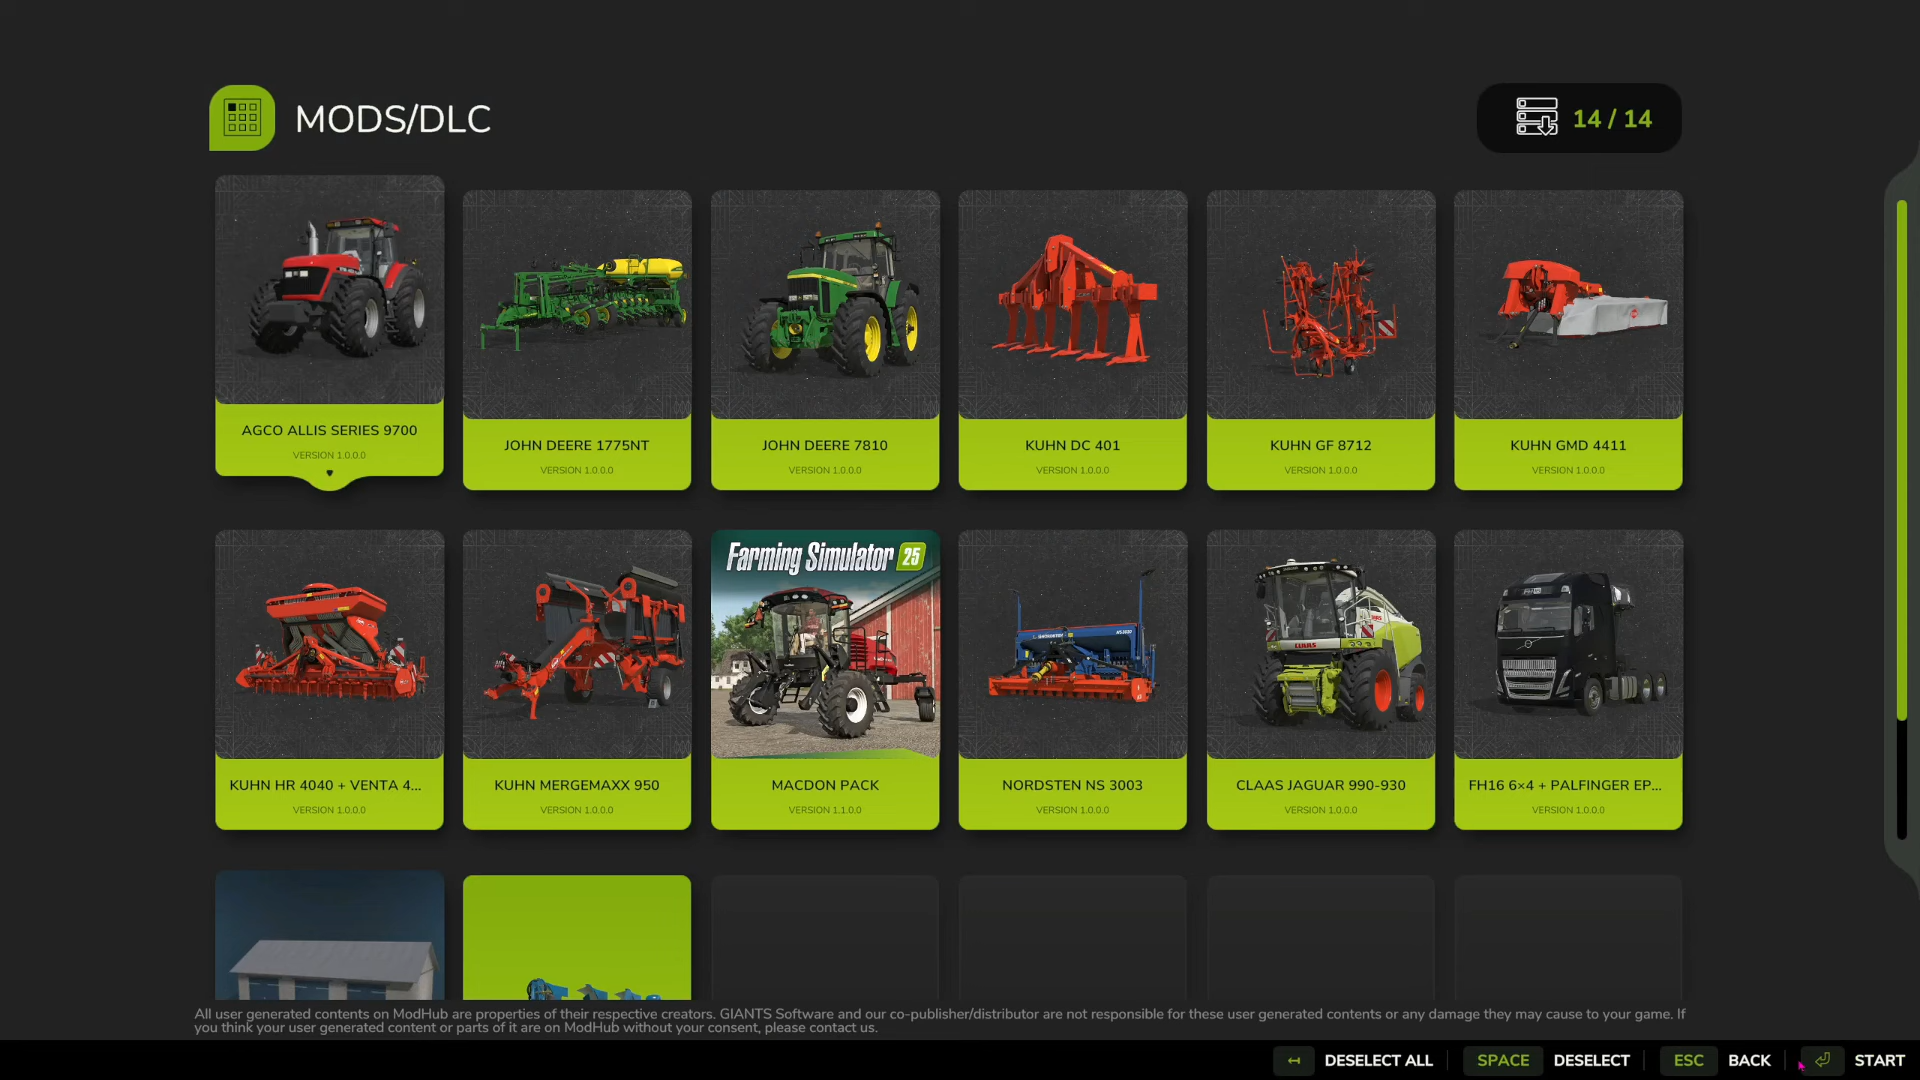 MODS/DLC
14 / 14
AGCO ALLIS SERIES 9700
VERSION 1.0.0.0
JOHN DEERE 1775NT
VERSION 1.0.0.0
JOHN DEERE 7810
VERSION 1.0.0.0
KUHN DC 401
VERSION 1.0.0.0
KUHN GF 8712
VERSION 1.0.0.0
KUHN GMD 4411
VERSION 1.0.0.0
Farming Simulator 25
CLAAS
KUHN HR 4040 + VENTA 4...
VERSION 1.0.0.0
KUHN MERGEMAXX 950
VERSION 1.0.0.0
MACDON PACK
VERSION 1.1.0.0
NORDSTEN NS 3003
VERSION 1.0.0.0
CLAAS JAGUAR 990-930
VERSION 1.0.0.0
FH16 6×4 + PALFINGER EP...
VERSION 1.0.0.0
All user generated contents on ModHub are properties of their respective creators. GIANTS Software and our co-publisher/distributor are not responsible for these user generated contents or any damage they may cause to your game. If
you think your user generated content or parts of it are on ModHub without your consent, please contact us.
DESELECT ALL
SPACE DESELECT
ESC BACK
START